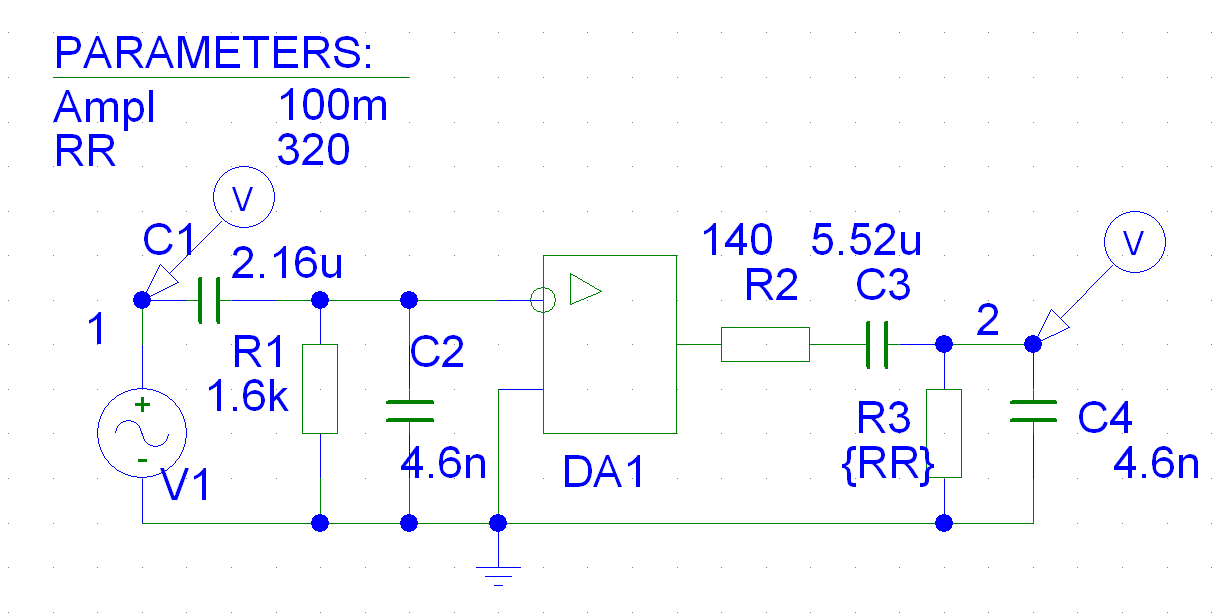 PARAMETERS:
Ampl 100m
RR 320
V
C1
2.16u
140 5.52u
R2 C3
V
1
2
R1
1.6k
C2
4.6n
+
-
V1
DA1
R3
{RR}
C4
4.6n